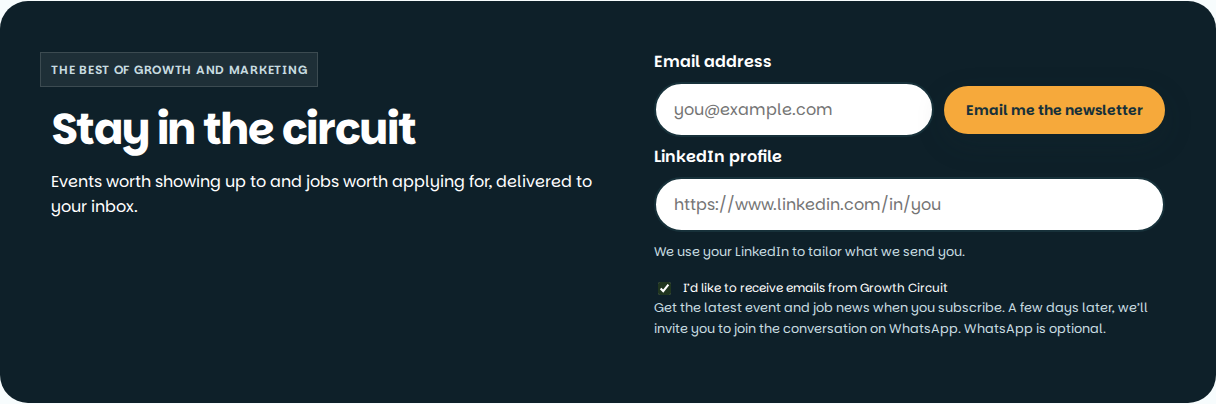 THE BEST OF GROWTH AND MARKETING
Stay in the circuit
Events worth showing up to and jobs worth applying for, delivered to
your inbox.
Email address
you@example.com
Email me the newsletter
LinkedIn profile
https://www.linkedin.com/in/you
We use your LinkedIn to tailor what we send you.
I'd like to receive emails from Growth Circuit
Get the latest event and job news when you subscribe. A few days later, we'll
invite you to join the conversation on WhatsApp. WhatsApp is optional.